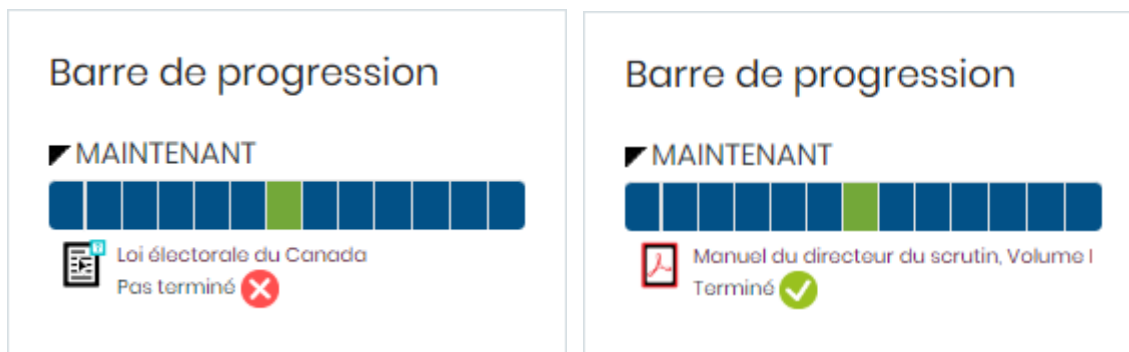 Barre de progression
MAINTENANT
Loi électorale du Canada
Pas terminé
Barre de progression
MAINTENANT
Manuel du directeur du scrutin, Volume I
Terminé